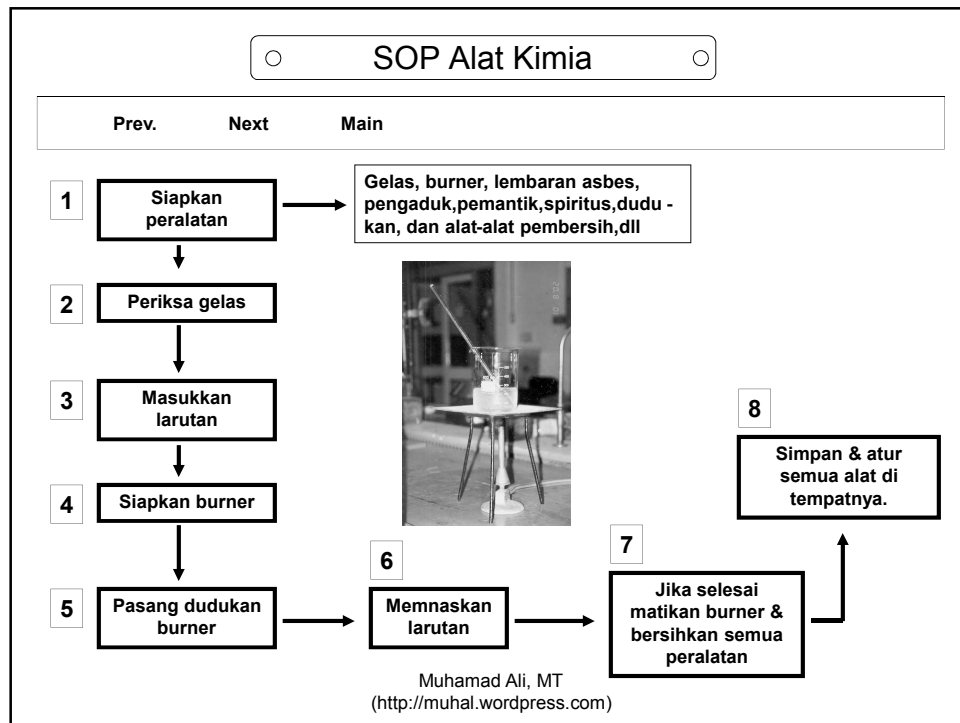 SOP Alat Kimia
Prev. Next Main
1
Siapkan
peralatan
Gelas, burner, lembaran asbes,
pengaduk,pemantik,spiritus,dudu -
kan, dan alat-alat pembersih,dll
2
Periksa gelas
3
Masukkan
larutan
4
Siapkan burner
5
Pasang dudukan
burner
6
Memnaskan
larutan
7
Jika selesai
matikan burner &
bersihkan semua
peralatan
8
Simpan & atur
semua alat di
tempatnya.
Muhamad Ali, MT
(http://muhal.wordpress.com)